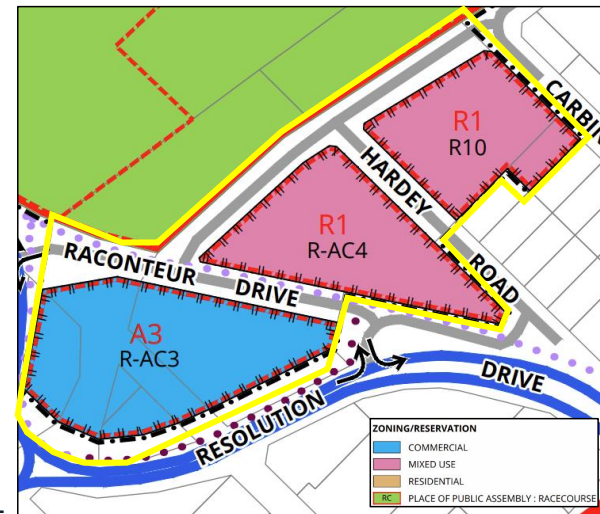 R1
R10
CARBIN
HARDEY
ROAD
R1
R-AC4
RACONTEUR
DRIVE
A3
R-AC3
RESOLUTION
DRIVE
ZONING/RESERVATION
COMMERCIAL
MIXED USE
RESIDENTIAL
RC PLACE OF PUBLIC ASSEMBLY : RACECOURSE